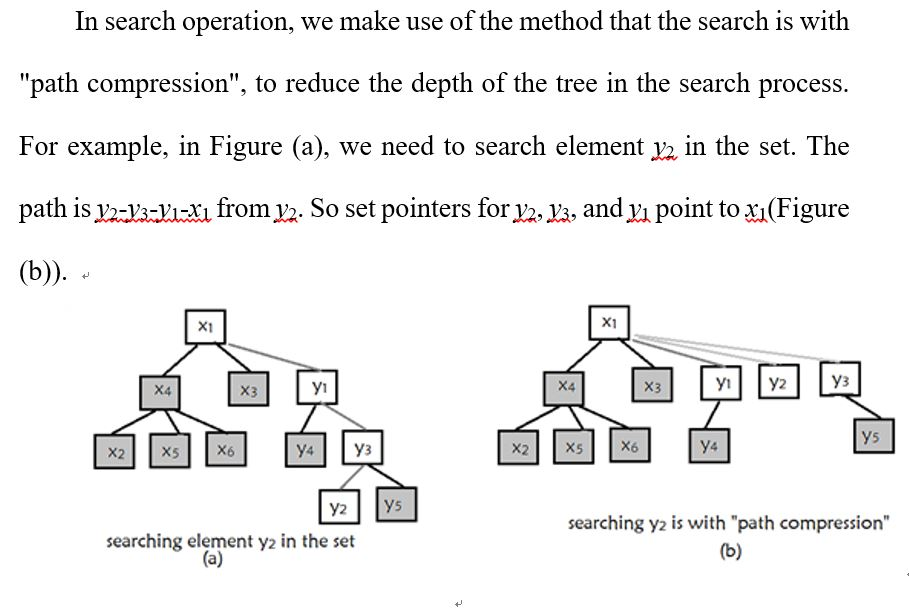 In search operation, we make use of the method that the search is with
"path compression", to reduce the depth of the tree in the search process.
For example, in Figure (a), we need to search element y2 in the set. The
path is y2-y3-y1-x1 from y2. So set pointers for y2, y3, and y1 point to x1(Figure
(b)).
x1
x4 x3 y1
x2 x5 x6 y4 y3
y2 y5
searching element y2 in the set
(a)
x1
x4 x3 y1 y2 y3
x2 x5 x6 y4 y5
searching y2 is with "path compression"
(b)